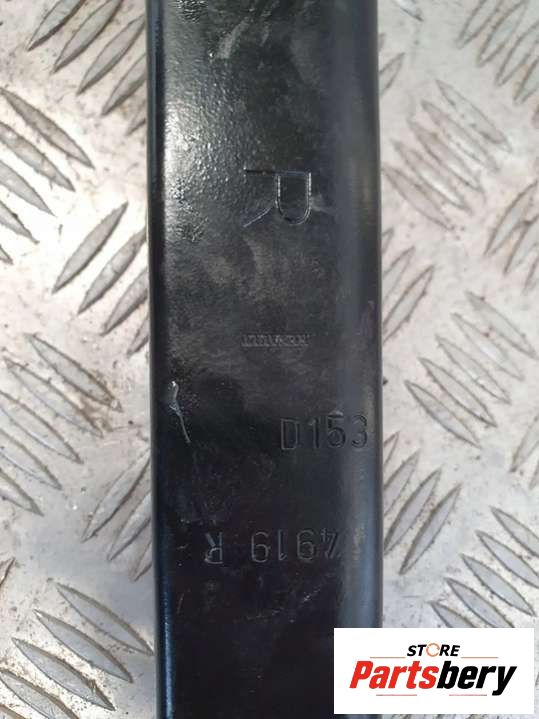 R
D153
4919 R
STORE
Partsbery